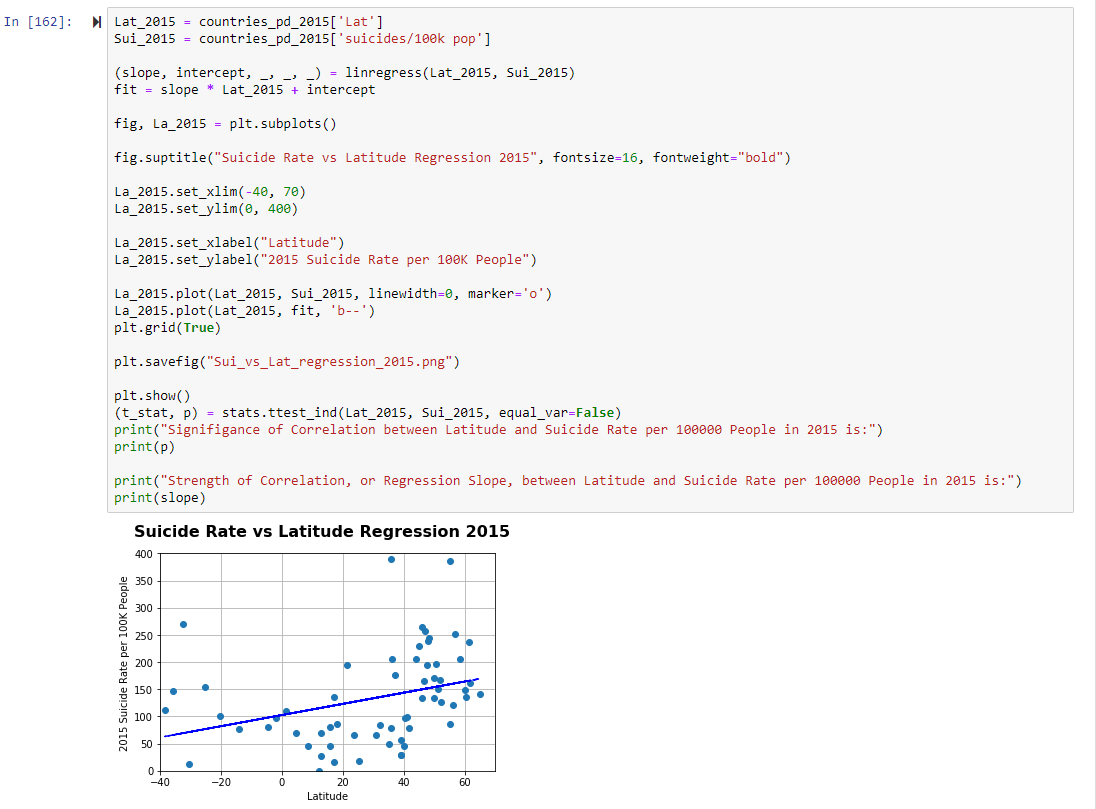 In [162]:
Lat_2015 = countries_pd_2015['Lat']
Sui_2015 = countries_pd_2015['suicides/100k pop']
(slope, intercept, _, _, _) = linregress(Lat_2015, Sui_2015)
fit = slope * Lat_2015 + intercept
fig, La_2015 = plt.subplots()
fig.suptitle("Suicide Rate vs Latitude Regression 2015", fontsize=16, fontweight="bold")
La_2015.set_xlim(-40, 70)
La_2015.set_ylim(0, 400)
La_2015.set_xlabel("Latitude")
La_2015.set_ylabel("2015 Suicide Rate per 100K People")
La_2015.plot(Lat_2015, Sui_2015, linewidth=0, marker='o')
La_2015.plot(Lat_2015, fit, 'b--')
plt.grid(True)
plt.savefig("Sui_vs_Lat_regression_2015.png")
plt.show()
(t_stat, p) = stats.ttest_ind(Lat_2015, Sui_2015, equal_var=False)
print("Signifigance of Correlation between Latitude and Suicide Rate per 100000 People in 2015 is:")
print(p)
print("Strength of Correlation, or Regression Slope, between Latitude and Suicide Rate per 100000 People in 2015 is:")
print(slope)
Suicide Rate vs Latitude Regression 2015
2015 Suicide Rate per 100K People
400
350
300
250
200
150
100
50
0
−40 −20 0 20 40 60
Latitude